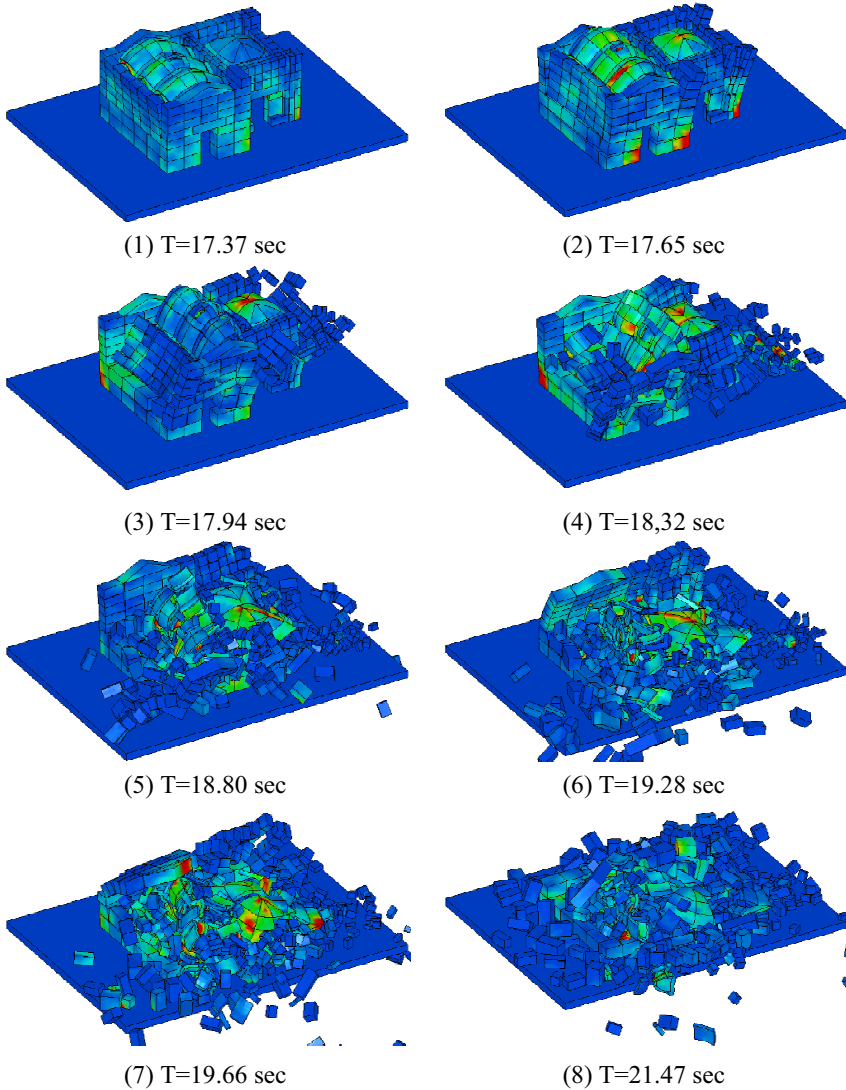 (1) T=17.37 sec
(2) T=17.65 sec
(3) T=17.94 sec
(4) T=18,32 sec
(5) T=18.80 sec
(6) T=19.28 sec
(7) T=19.66 sec
(8) T=21.47 sec